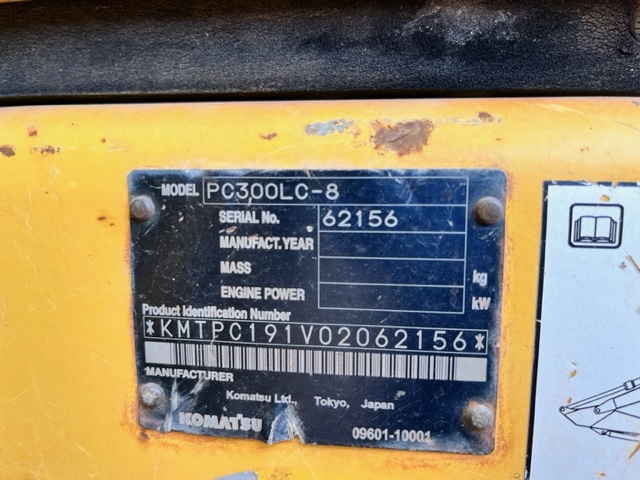 MODEL PC300LC-8
SERIAL No. 62156
MANUFACT. YEAR
MASS kg
ENGINE POWER kW
Product Identification Number
*KMTPC191V02062156*
MANUFACTURER
Komatsu Ltd., Tokyo, Japan
KOMATSU
09601-10001